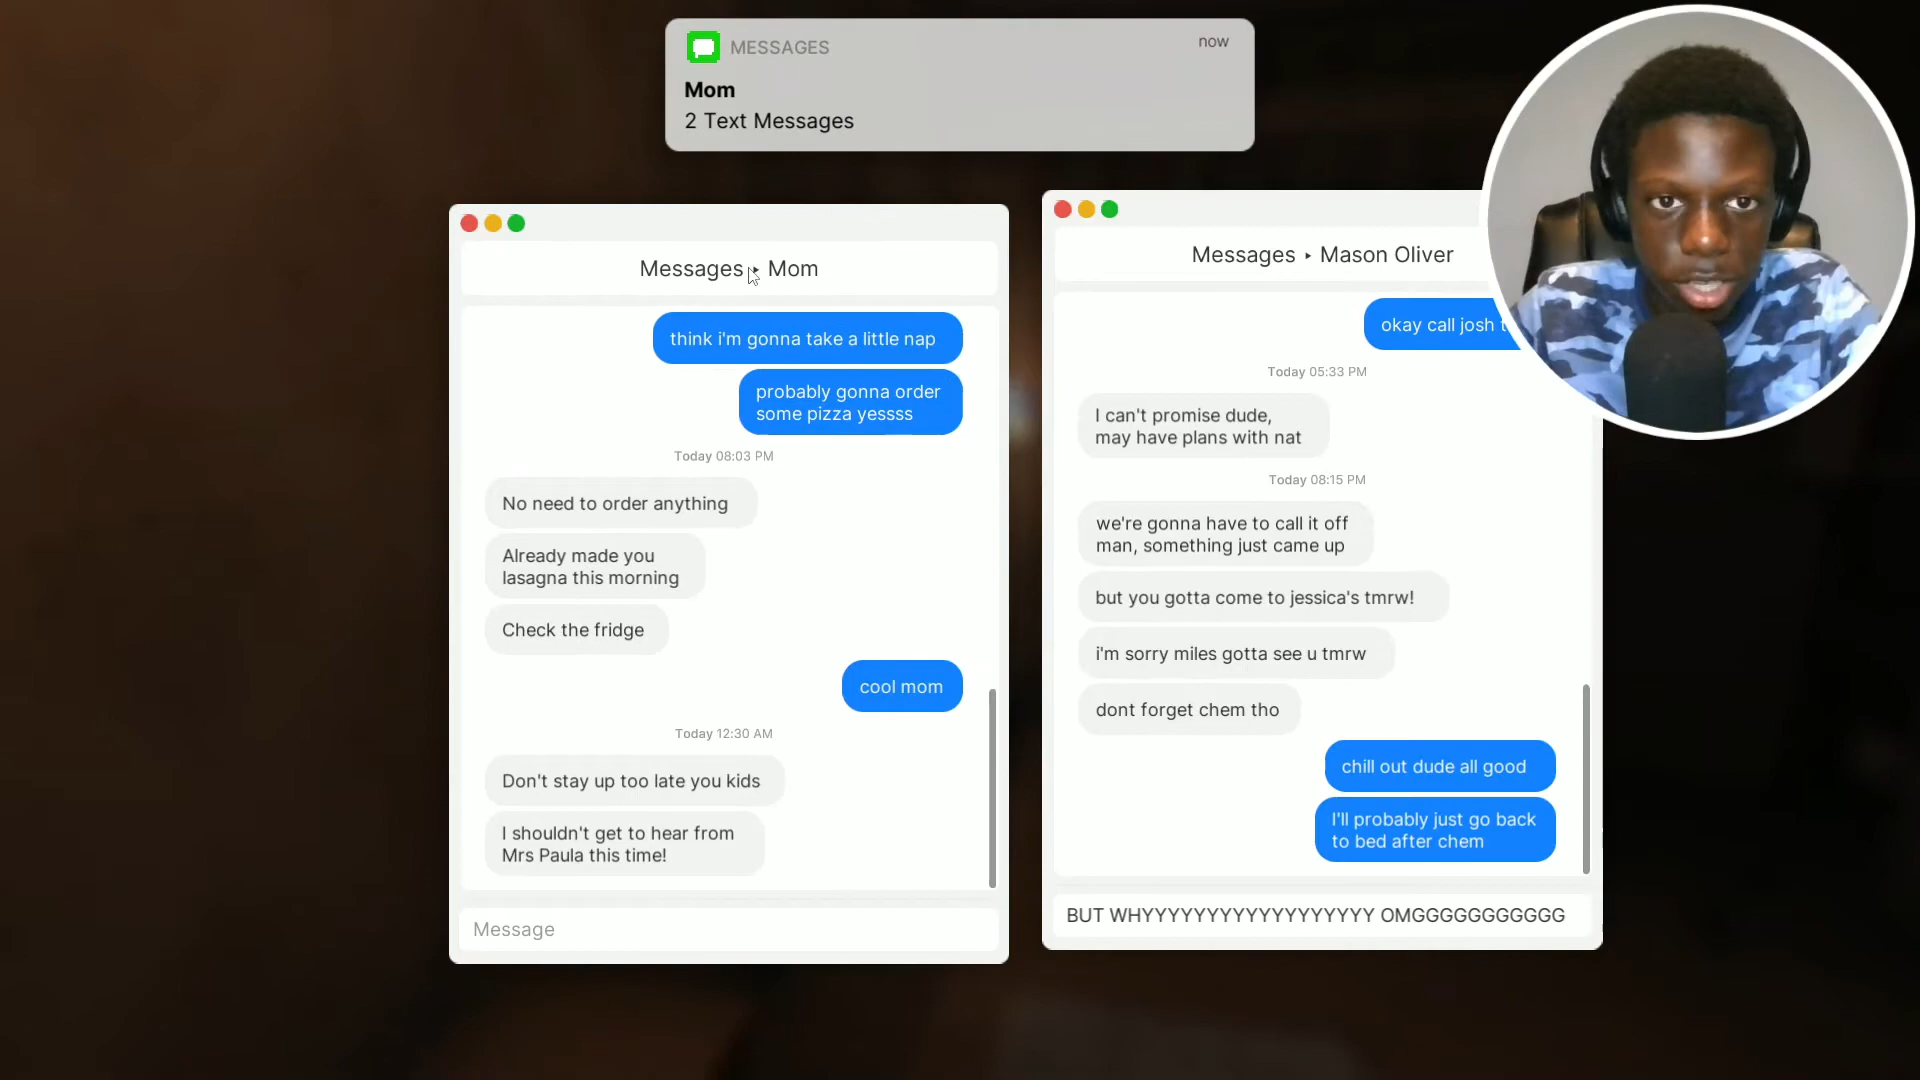 MESSAGES
now
Mom
2 Text Messages
Messages ‣ Mom
think i'm gonna take a little nap
probably gonna order
some pizza yessss
Today 08:03 PM
No need to order anything
Already made you
lasagna this morning
Check the fridge
cool mom
Today 12:30 AM
Don't stay up too late you kids
I shouldn't get to hear from
Mrs Paula this time!
Message
Messages ‣ Mason Oliver
okay call josh
Today 05:33 PM
I can't promise dude,
may have plans with nat
Today 08:15 PM
we're gonna have to call it off
man, something just came up
but you gotta come to jessica's tmrw!
i'm sorry miles gotta see u tmrw
dont forget chem tho
chill out dude all good
I'll probably just go back
to bed after chem
BUT WHYYYYYYYYYYYYYYYYYY OMGGGGGGGGGGG